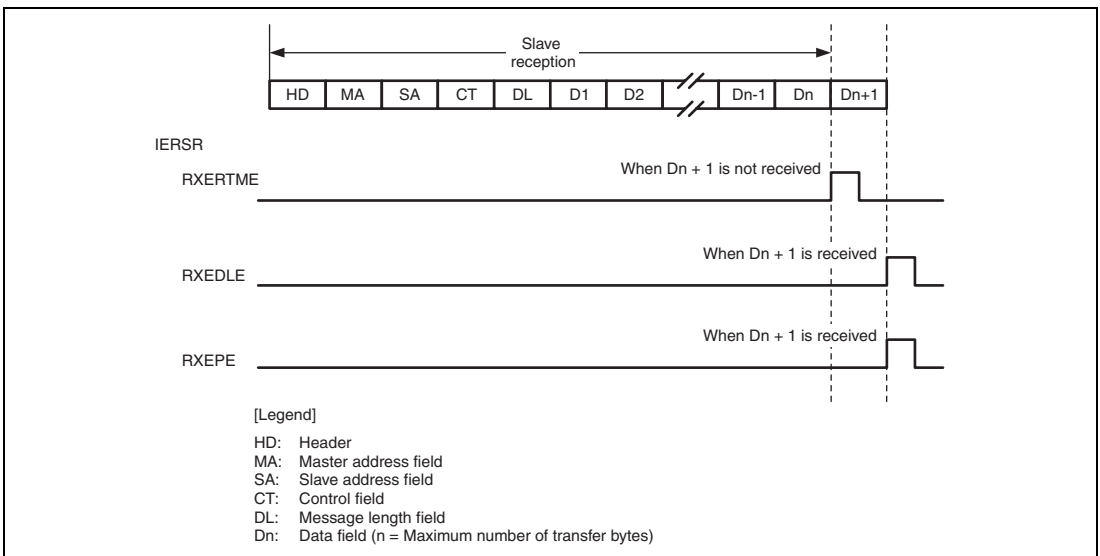 Slave
reception
HD MA SA CT DL D1 D2 Dn-1 Dn Dn+1
IERSR
When Dn + 1 is not received
RXERTME
When Dn + 1 is received
RXEDLE
When Dn + 1 is received
RXEPE
[Legend]
HD: Header
MA: Master address field
SA: Slave address field
CT: Control field
DL: Message length field
Dn: Data field (n = Maximum number of transfer bytes)